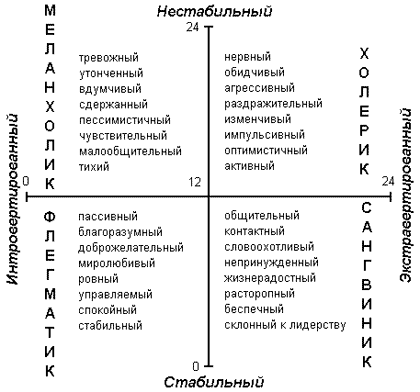 Нестабильный
24
МЕЛАНХОЛИК
тревожный
утонченный
вдумчивый
сдержанный
пессимистичный
чувствительный
малообщительный
тихий
нервный
обидчивый
агрессивный
раздражительный
изменчивый
импульсивный
оптимистичный
активный
ХОЛЕРИК
Интровертированный
0
12
24
Экстравертированный
ФЛЕГМАТИК
пассивный
благоразумный
доброжелательный
миролюбивый
ровный
управляемый
спокойный
стабильный
общительный
контактный
словоохотливый
непринужденный
жизнерадостный
расторопный
беспечный
склонный к лидерству
САНГВИНИК
0
Стабильный